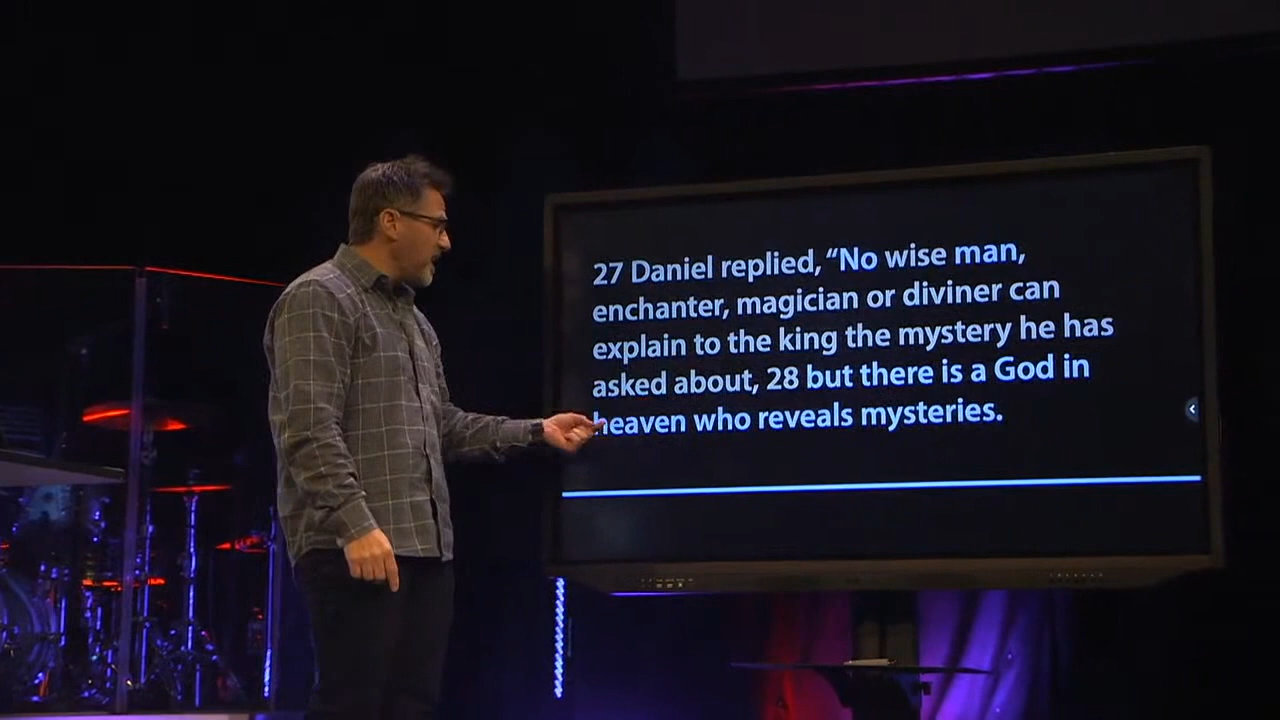 27 Daniel replied, “No wise man,
enchanter, magician or diviner can
explain to the king the mystery he has
asked about, 28 but there is a God in
heaven who reveals mysteries.